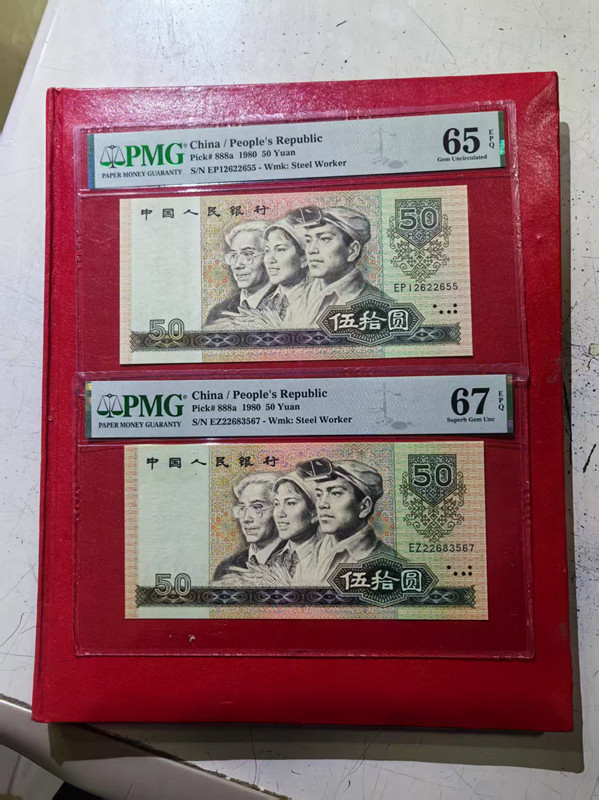 PMG
PAPER MONEY GUARANTY
China / People's Republic
Pick# 888a 1980 50 Yuan
S/N EP12622655 - Wmk: Steel Worker
65 EPQ
Gem Uncirculated
中国人民银行
50
EP12622655
50
伍拾圆
PMG
PAPER MONEY GUARANTY
China / People's Republic
Pick# 888a 1980 50 Yuan
S/N EZ22683567 - Wmk: Steel Worker
67 EPQ
Superb Gem Unc
中国人民银行
50
EZ22683567
50
伍拾圆